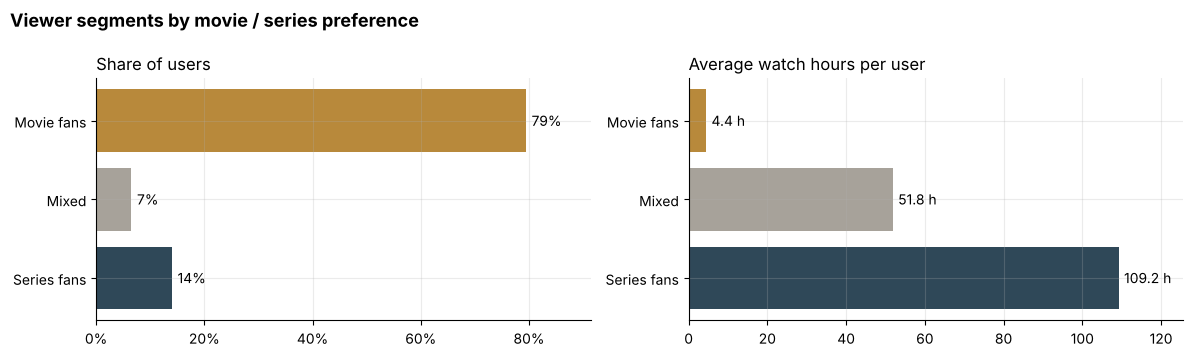 Viewer segments by movie / series preference
Share of users
Movie fans
79%
Mixed
7%
Series fans
14%
0% 20% 40% 60% 80%
Average watch hours per user
Movie fans
4.4 h
Mixed
51.8 h
Series fans
109.2 h
0 20 40 60 80 100 120